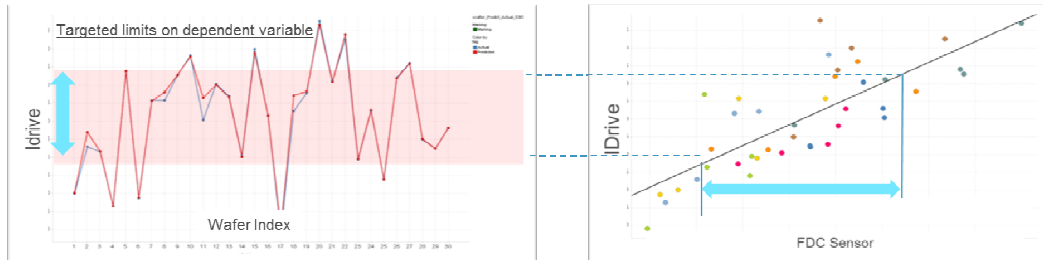 Targeted limits on dependent variable
Idrive
Wafer Index
1 2 3 4 5 6 7 8 9 10 11 12 13 14 15 16 17 18 19 20 21 22 23 24 25 26 27 28 29 30
Actual
IDrive
FDC Sensor